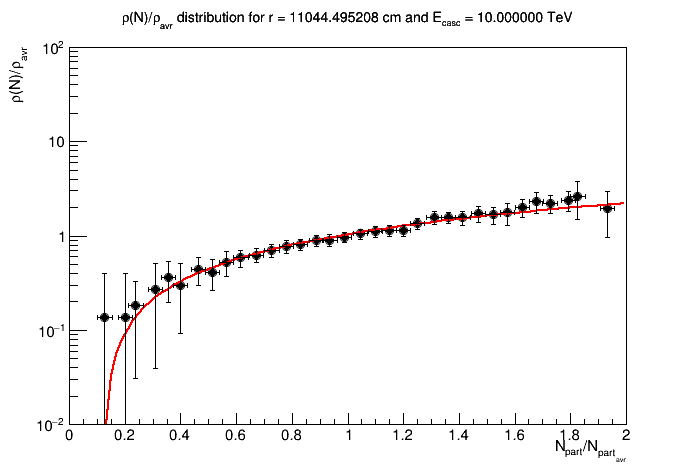 ρ(N)/ρavr distribution for r = 11044.495208 cm and Ecasc = 10.000000 TeV
ρ(N)/ρavr
10²
10
1
10⁻¹
10⁻²
0 0.2 0.4 0.6 0.8 1 1.2 1.4 1.6 1.8 2
Npart/Npartavr